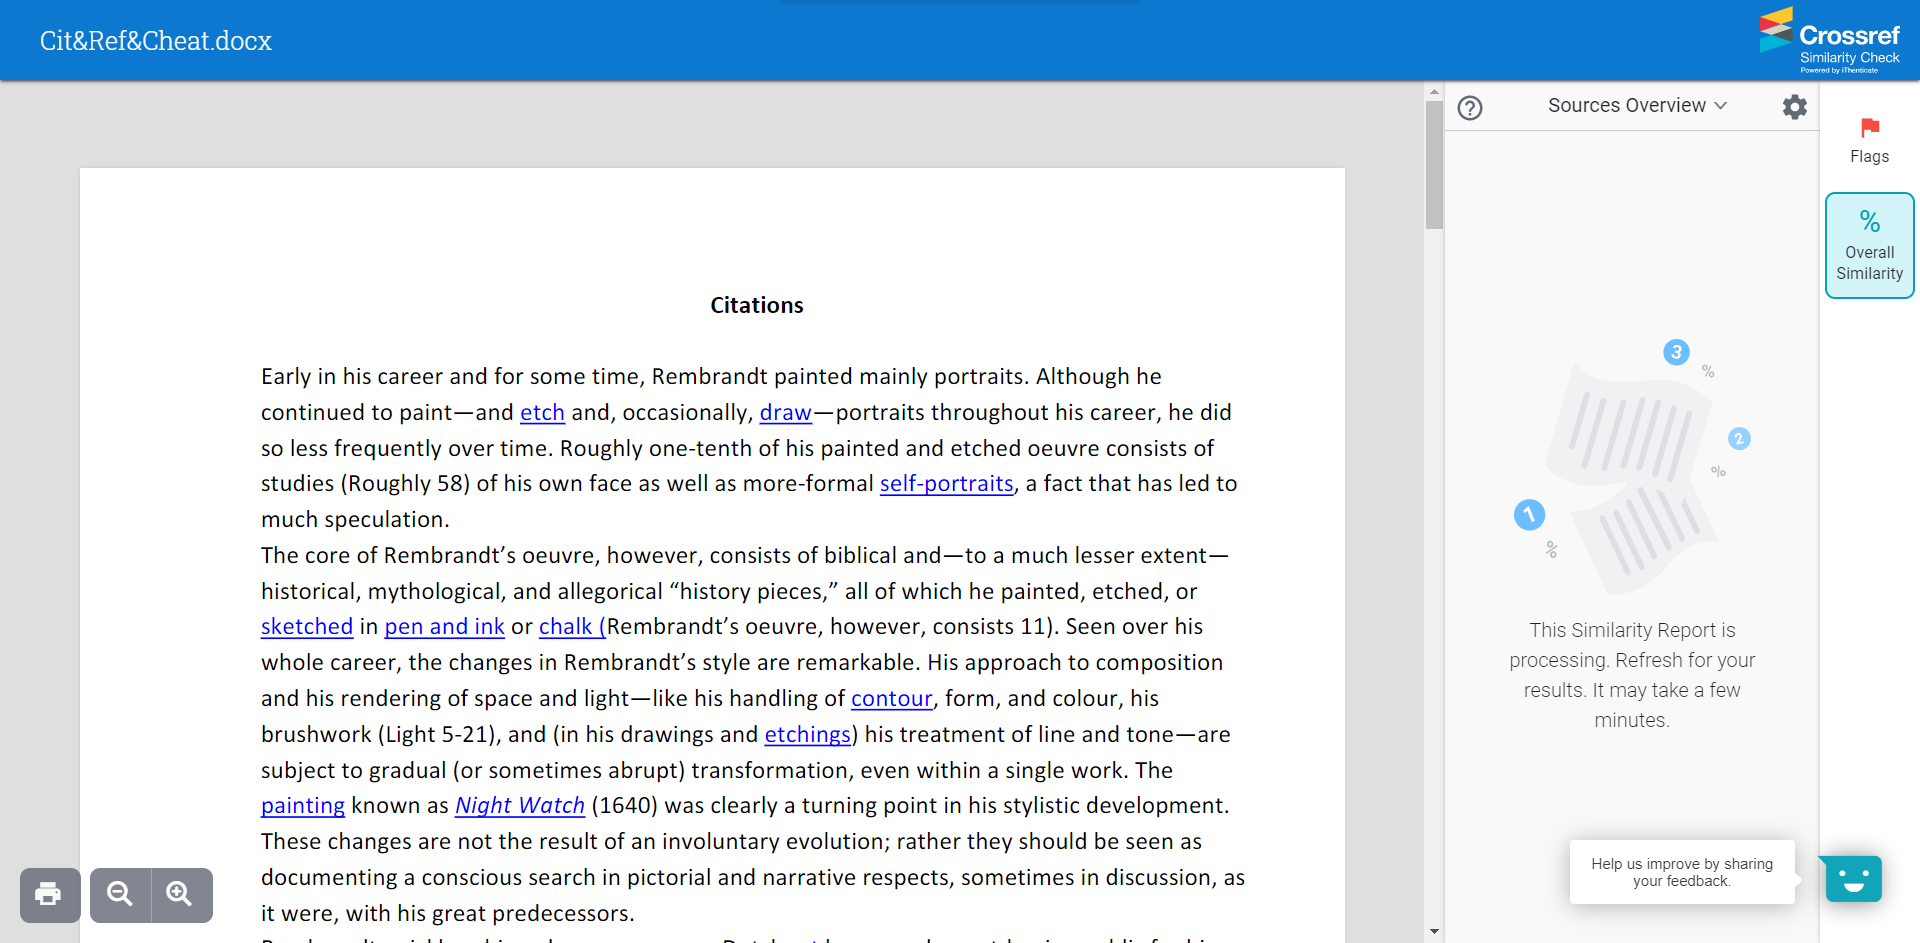 Cit&Ref&Cheat.docx
Crossref
Similarity Check
Powered by iThenticate
Sources Overview
Flags
%
Overall
Similarity
Citations
Early in his career and for some time, Rembrandt painted mainly portraits. Although he
continued to paint—and etch and, occasionally, draw—portraits throughout his career, he did
so less frequently over time. Roughly one-tenth of his painted and etched oeuvre consists of
studies (Roughly 58) of his own face as well as more-formal self-portraits, a fact that has led to
much speculation.
The core of Rembrandt’s oeuvre, however, consists of biblical and—to a much lesser extent—
historical, mythological, and allegorical “history pieces,” all of which he painted, etched, or
sketched in pen and ink or chalk (Rembrandt’s oeuvre, however, consists 11). Seen over his
whole career, the changes in Rembrandt’s style are remarkable. His approach to composition
and his rendering of space and light—like his handling of contour, form, and colour, his
brushwork (Light 5-21), and (in his drawings and etchings) his treatment of line and tone—are
subject to gradual (or sometimes abrupt) transformation, even within a single work. The
painting known as Night Watch (1640) was clearly a turning point in his stylistic development.
These changes are not the result of an involuntary evolution; rather they should be seen as
documenting a conscious search in pictorial and narrative respects, sometimes in discussion, as
it were, with his great predecessors.
3
%
2
%
1
%
This Similarity Report is
processing. Refresh for your
results. It may take a few
minutes.
Help us improve by sharing
your feedback.